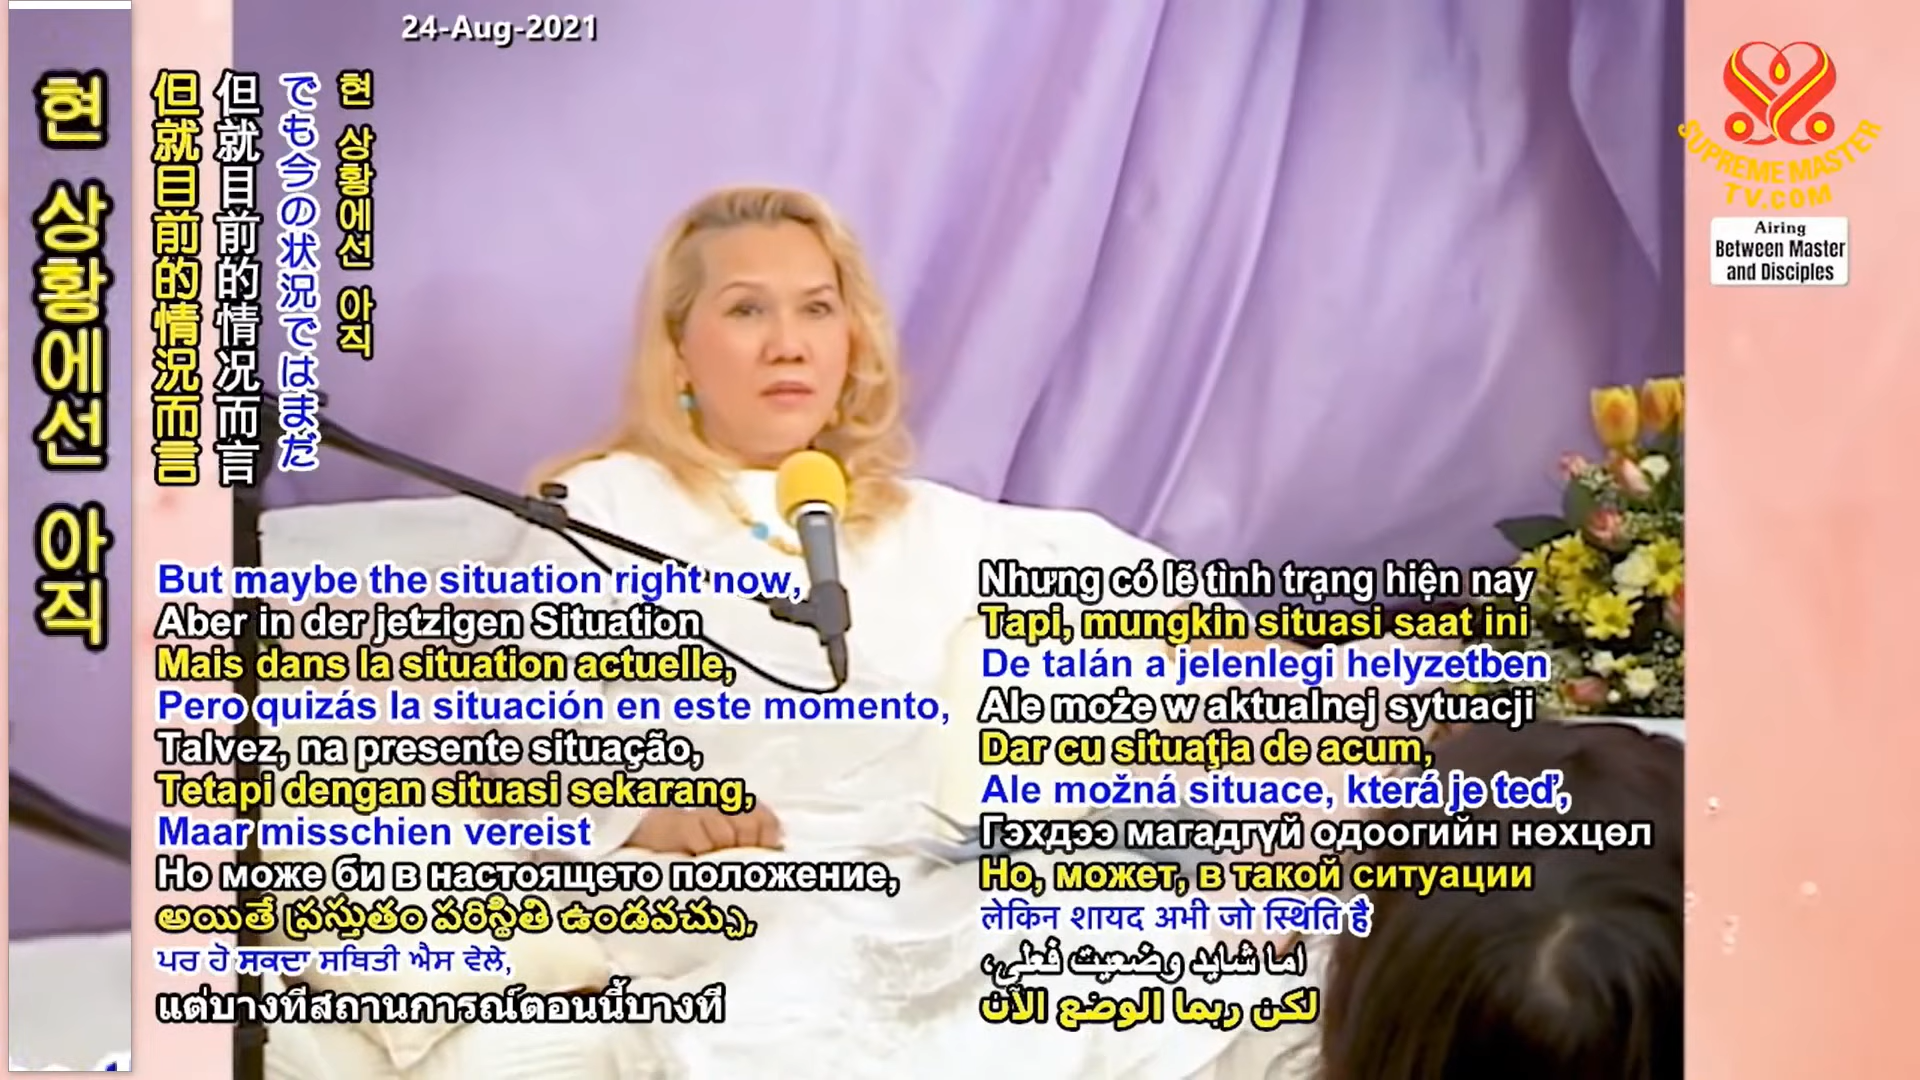 24-Aug-2021
현 상황에선 아직
但就目前的情況而言
但就目前的情况而言
でも今の状況ではまだ
현 상황에선 아직
SUPREME MASTER
TV.COM
Airing
Between Master
and Disciples
But maybe the situation right now,
Aber in der jetzigen Situation
Mais dans la situation actuelle,
Pero quizás la situación en este momento,
Talvez, na presente situação,
Tetapi dengan situasi sekarang,
Maar misschien vereist
Но може би в настоящето положение,
అయితే ప్రస్తుతం పరిస్థితి ఉండవచ్చు,
ਪਰ ਹੋ ਸਕਦਾ ਸਥਿਤੀ ਐਸ ਵੇਲੇ,
แต่บางทีสถานการณ์ตอนนี้บางที
Nhưng có lẽ tình trạng hiện nay
Tapi, mungkin situasi saat ini
De talán a jelenlegi helyzetben
Ale może w aktualnej sytuacji
Dar cu situaţia de acum,
Ale možná situace, která je teď,
Гэхдээ магадгүй одоогийн нөхцөл
Но, может, в такой ситуации
लेकिन शायद अभी जो स्थिति है
اما شاید وضعیت فعلی،
لكن ربما الوضع الآن